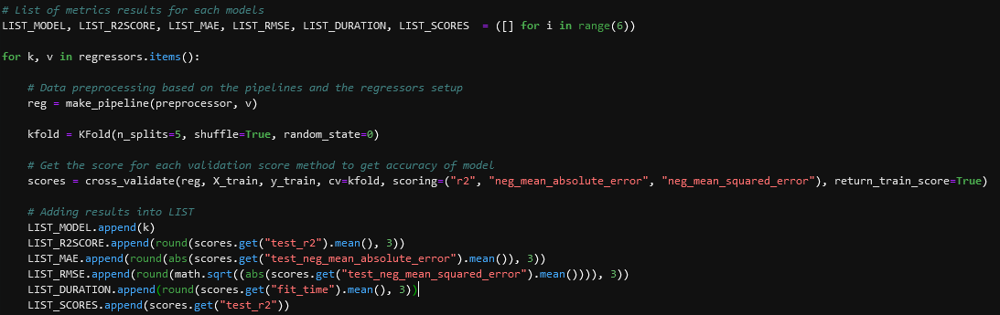 # List of metrics results for each models
LIST_MODEL, LIST_R2SCORE, LIST_MAE, LIST_RMSE, LIST_DURATION, LIST_SCORES  = ([] for i in range(6))
for k, v in regressors.items():
# Data preprocessing based on the pipelines and the regressors setup
reg = make_pipeline(preprocessor, v)
kfold = KFold(n_splits=5, shuffle=True, random_state=0)
# Get the score for each validation score method to get accuracy of model
scores = cross_validate(reg, X_train, y_train, cv=kfold, scoring=("r2", "neg_mean_absolute_error", "neg_mean_squared_error"), return_train_score=True)
# Adding results into LIST
LIST_MODEL.append(k)
LIST_R2SCORE.append(round(scores.get("test_r2").mean(), 3))
LIST_MAE.append(round(abs(scores.get("test_neg_mean_absolute_error").mean()), 3))
LIST_RMSE.append(round(math.sqrt((abs(scores.get("test_neg_mean_squared_error").mean()))), 3))
LIST_DURATION.append(round(scores.get("fit_time").mean(), 3))
LIST_SCORES.append(scores.get("test_r2"))